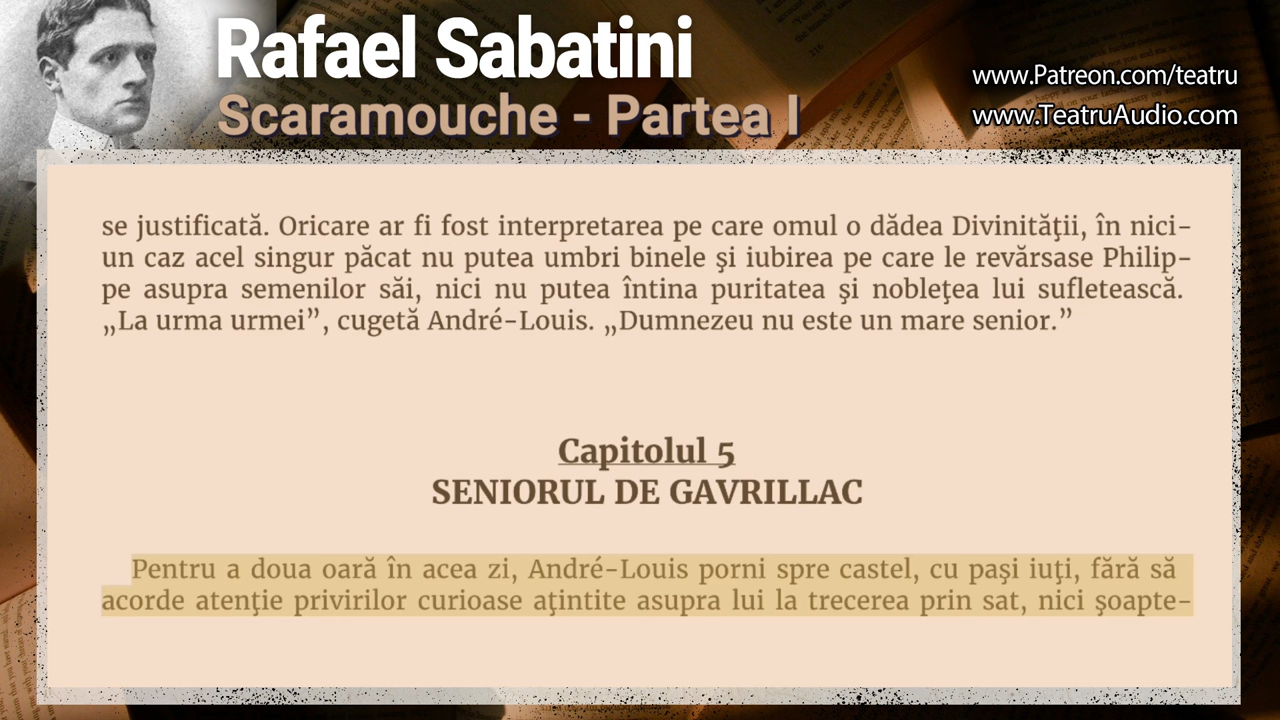 Rafael Sabatini
Scaramouche - Partea I
www.Patreon.com/teatru
www.TeatruAudio.com
se justificată. Oricare ar fi fost interpretarea pe care omul o dădea Divinităţii, în nici-
un caz acel singur păcat nu putea umbri binele şi iubirea pe care le revărsase Philip-
pe asupra semenilor săi, nici nu putea întina puritatea şi nobleţea lui sufletească.
„La urma urmei”, cugetă André-Louis. „Dumnezeu nu este un mare senior.”
Capitolul 5
SENIORUL DE GAVRILLAC
Pentru a doua oară în acea zi, André-Louis porni spre castel, cu paşi iuţi, fără să
acorde atenţie privirilor curioase aţintite asupra lui la trecerea prin sat, nici şoapte-